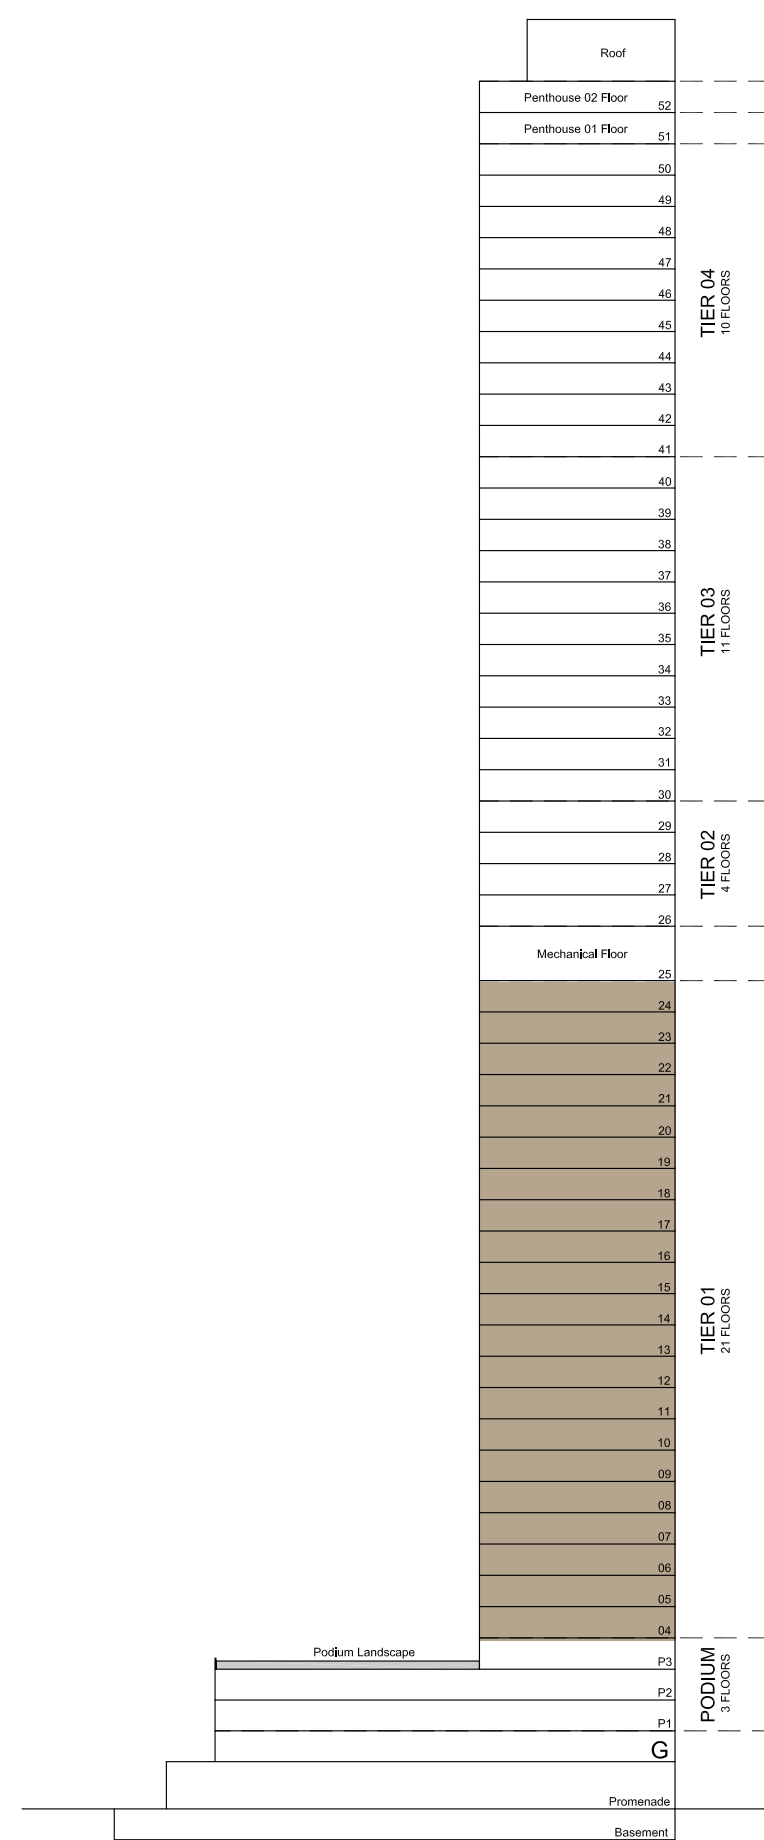 Roof
Penthouse 02 Floor
52
Penthouse 01 Floor
51
50
49
48
47
46
45
44
43
42
41
TIER 04
10 FLOORS
40
39
38
37
36
35
34
33
32
31
30
TIER 03
11 FLOORS
29
28
27
26
TIER 02
4 FLOORS
Mechanical Floor
25
24
23
22
21
20
19
18
17
16
15
14
13
12
11
10
09
08
07
06
05
04
TIER 01
21 FLOORS
Podium Landscape
P3
P2
P1
PODIUM
3 FLOORS
G
Promenade
Basement